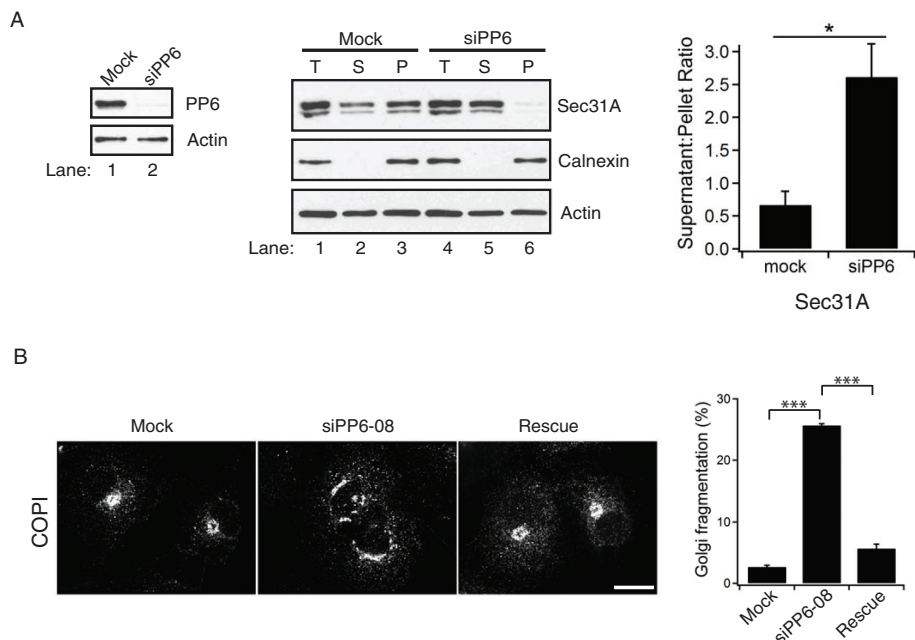 A
Mock siPP6
PP6
Actin
Lane: 1 2
Mock siPP6
T S P T S P
Sec31A
Calnexin
Actin
Lane: 1 2 3 4 5 6
*
Supernatant:Pellet Ratio
3.0
2.5
2.0
1.5
1.0
0.5
0.0
mock siPP6
Sec31A
B
Mock siPP6-08 Rescue
COPI
***
***
Golgi fragmentation (%)
30
20
10
0
Mock siPP6-08 Rescue